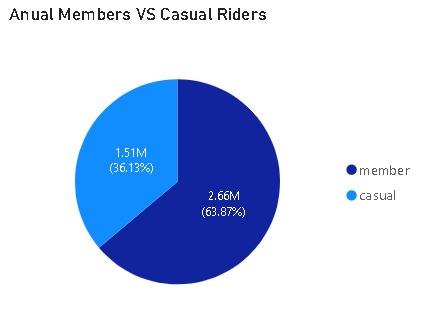 Anual Members VS Casual Riders
1.51M
(36.13%)
2.66M
(63.87%)
member
casual